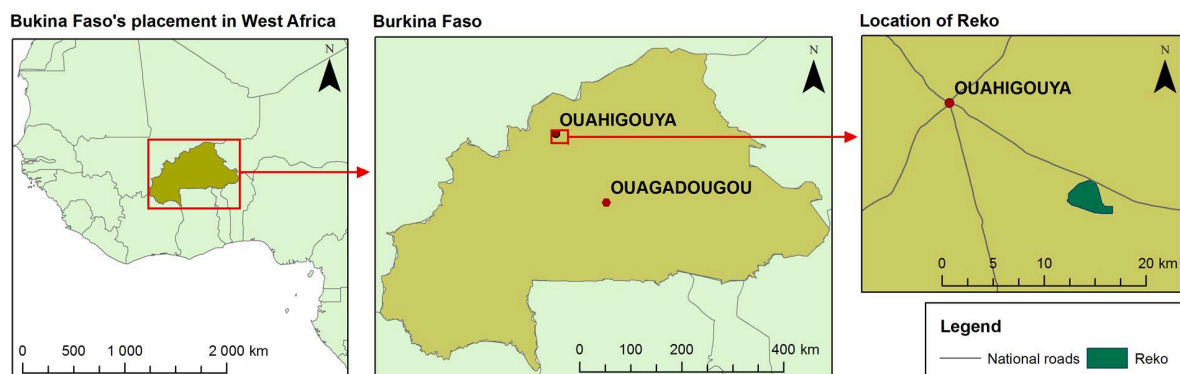 Bukina Faso's placement in West Africa
N
0 500 1 000 2 000 km
Burkina Faso
N
OUAHIGOUYA
OUAGADOUGOU
0 100 200 400 km
Location of Reko
N
OUAHIGOUYA
0 5 10 20 km
Legend
National roads
Reko